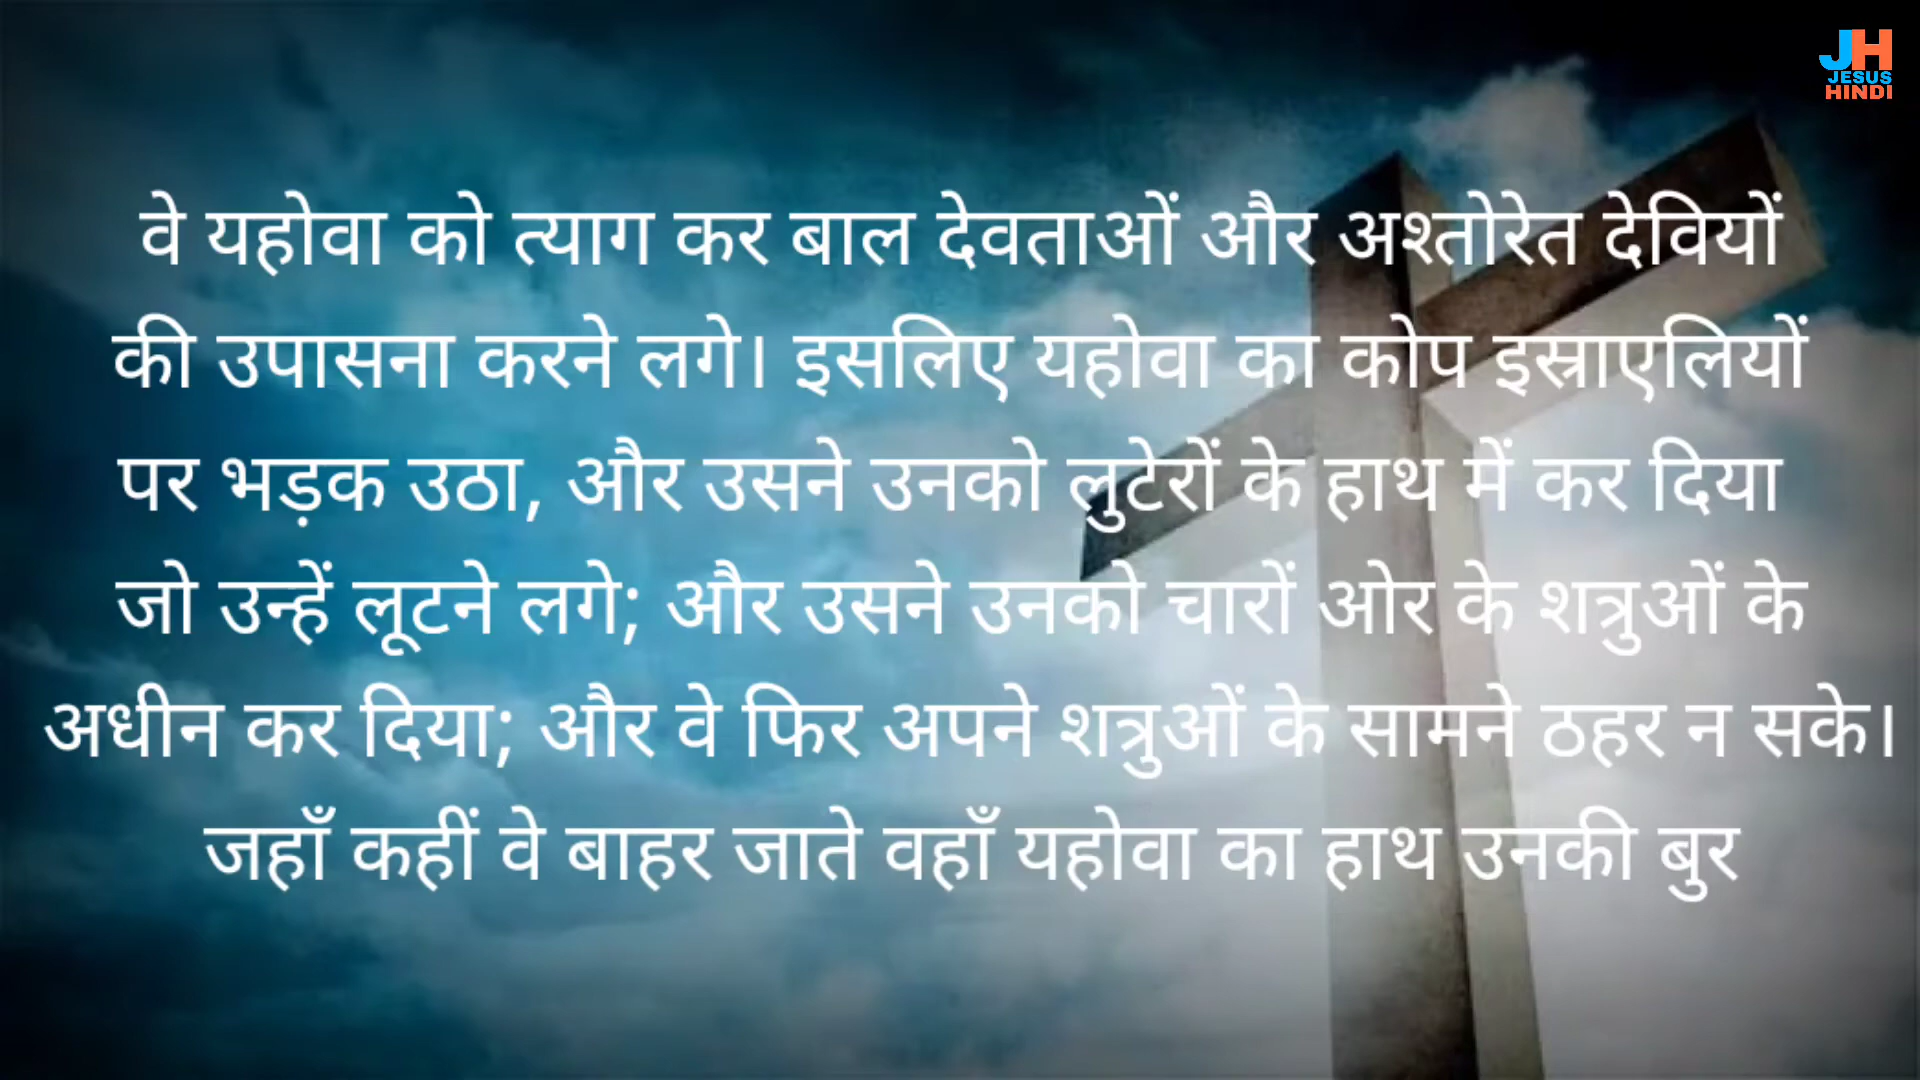 JH
JESUS
HINDI
वे यहोवा को त्याग कर बाल देवताओं और अश्तोरेत देवियों
की उपासना करने लगे। इसलिए यहोवा का कोप इस्राएलियों
पर भड़क उठा, और उसने उनको लुटेरों के हाथ में कर दिया
जो उन्हें लूटने लगे; और उसने उनको चारों ओर के शत्रुओं के
अधीन कर दिया; और वे फिर अपने शत्रुओं के सामने ठहर न सके।
जहाँ कहीं वे बाहर जाते वहाँ यहोवा का हाथ उनकी बुर